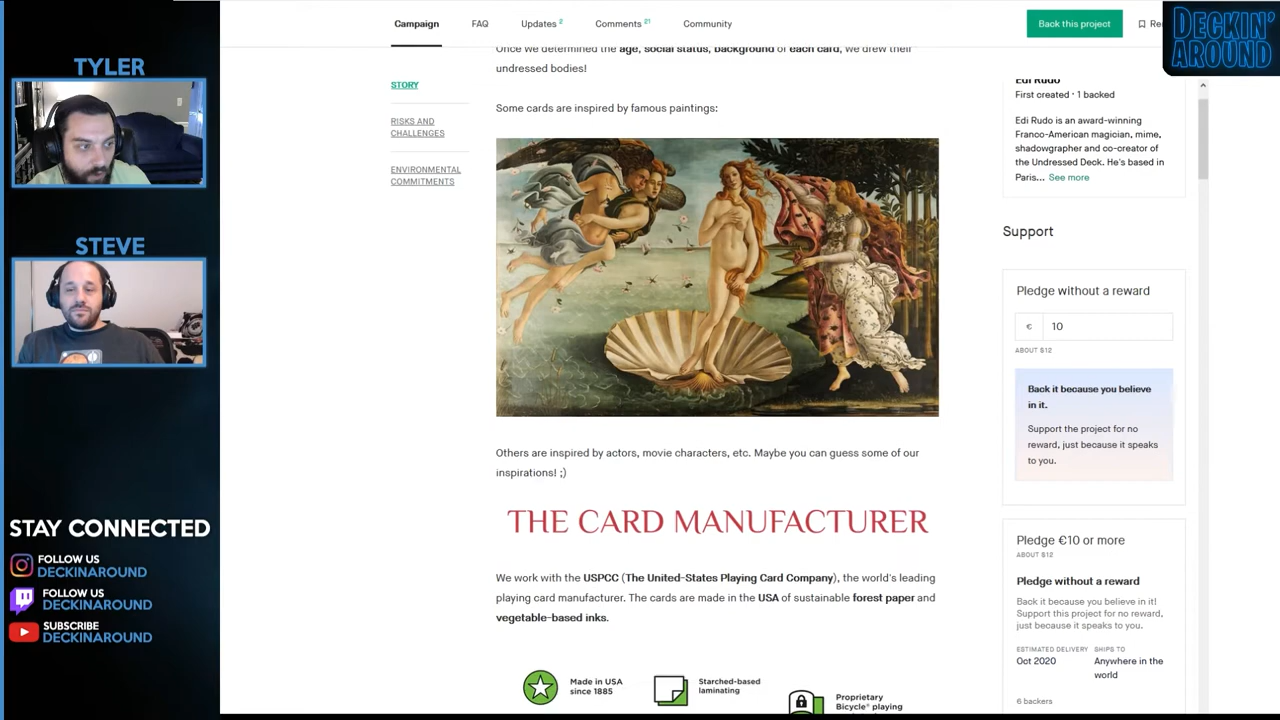 TYLER
STEVE
STAY CONNECTED
FOLLOW US
DECKINAROUND
FOLLOW US
DECKINAROUND
SUBSCRIBE
DECKINAROUND
Campaign
FAQ
Updates 2
Comments 21
Community
Back this project
DECKIN'
AROUND
STORY
RISKS AND
CHALLENGES
ENVIRONMENTAL
COMMITMENTS
Once we determined the age, social status, background of each card, we drew their
undressed bodies!
Some cards are inspired by famous paintings:
Others are inspired by actors, movie characters, etc. Maybe you can guess some of our
inspirations! ;)
THE CARD MANUFACTURER
We work with the USPCC (The United-States Playing Card Company), the world's leading
playing card manufacturer. The cards are made in the USA of sustainable forest paper and
vegetable-based inks.
Made in USA
since 1885
Starched-based
laminating
Proprietary
Bicycle® playing
Edi Rudo
First created · 1 backed
Edi Rudo is an award-winning
Franco-American magician, mime,
shadowgrapher and co-creator of
the Undressed Deck. He's based in
Paris... See more
Support
Pledge without a reward
€ 10
ABOUT $12
Back it because you believe
in it.
Support the project for no
reward, just because it speaks
to you.
Pledge €10 or more
ABOUT $12
Pledge without a reward
Back it because you believe in it!
Support this project for no reward,
just because it speaks to you.
ESTIMATED DELIVERY
Oct 2020
SHIPS TO
Anywhere in the
world
6 backers